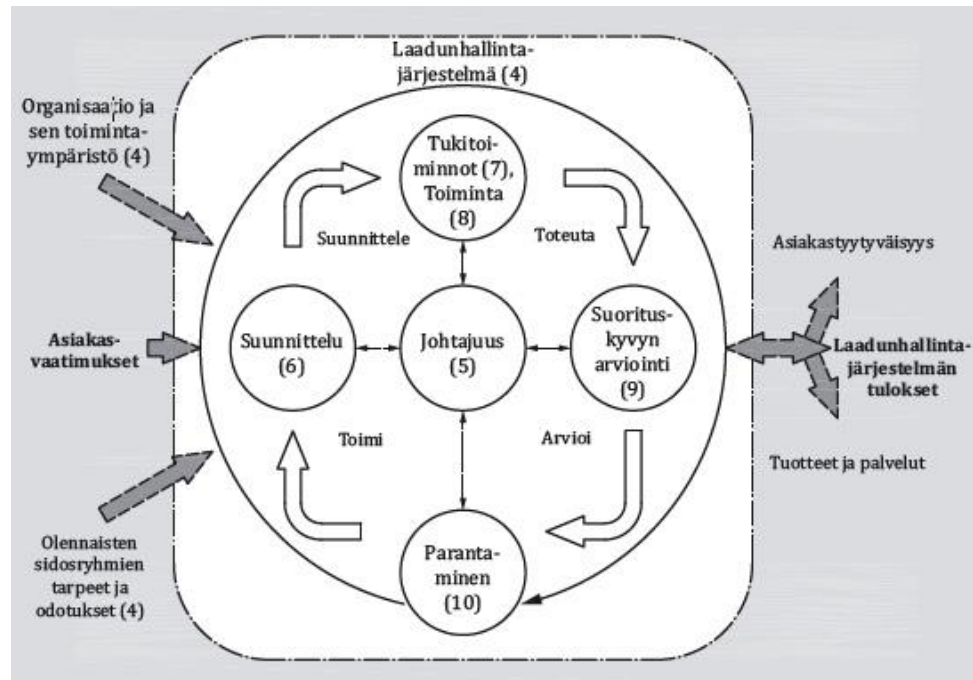 Laadunhallinta-
järjestelmä (4)
Organisaatio ja
sen toiminta-
ympäristö (4)
Tukitoi-
minnot (7),
Toiminta
(8)
Suunnittele
Toteuta
Asiakastyytyväisyys
Asiakas-
vaatimukset
Suunnittelu
(6)
Johtajuus
(5)
Suoritus-
kyvyn
arviointi
(9)
Laadunhallinta-
järjestelmän
tulokset
Toimi
Arvioi
Tuotteet ja palvelut
Olennaisten
sidosryhmien
tarpeet ja
odotukset (4)
Paranta-
minen
(10)